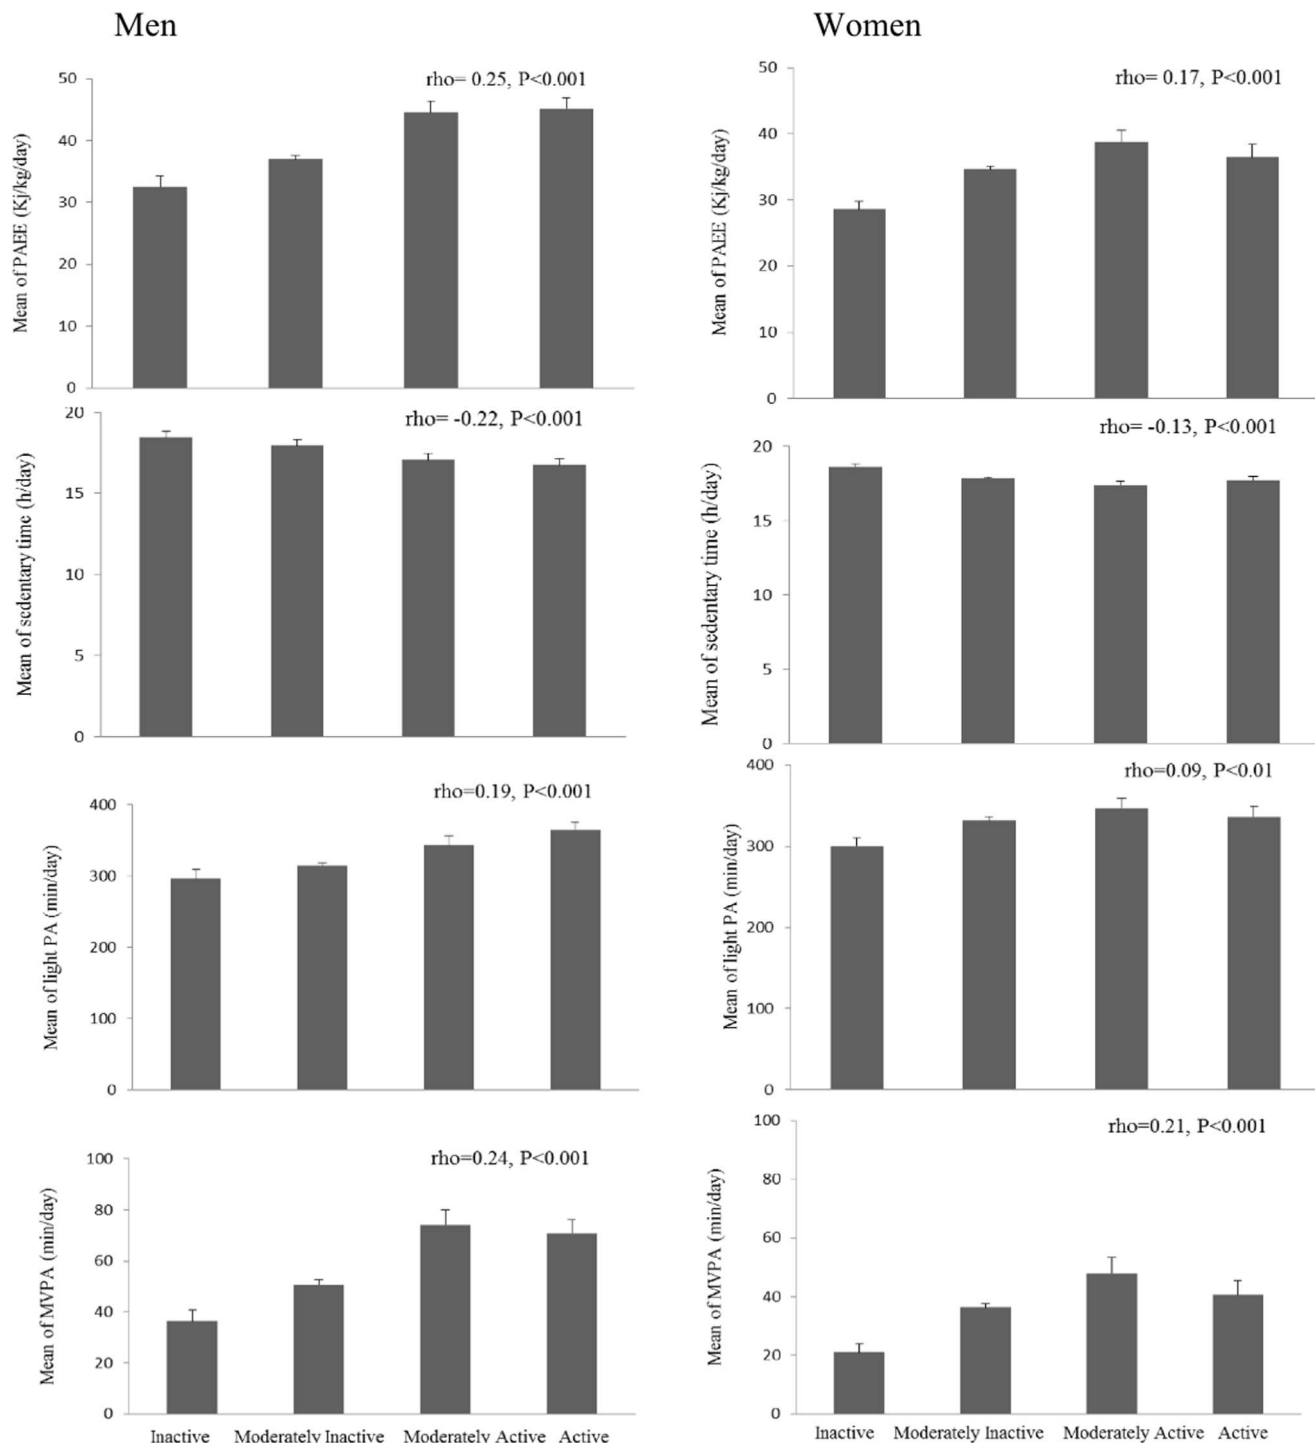 Men
Women
rho= 0.25, P<0.001
Mean of PAEE (Kj/kg/day)
50
40
30
20
10
0
rho= 0.17, P<0.001
Mean of PAEE (Kj/kg/day)
50
40
30
20
10
0
rho= -0.22, P<0.001
Mean of sedentary time (h/day)
20
15
10
5
0
rho= -0.13, P<0.001
Mean of sedentary time (h/day)
20
15
10
5
0
rho=0.19, P<0.001
Mean of light PA (min/day)
400
300
200
100
0
rho=0.09, P<0.01
Mean of light PA (min/day)
400
300
200
100
0
rho=0.24, P<0.001
Mean of MVPA (min/day)
100
80
60
40
20
0
Inactive Moderately Inactive Moderately Active Active
rho=0.21, P<0.001
Mean of MVPA (min/day)
100
80
60
40
20
0
Inactive Moderately Inactive Moderately Active Active